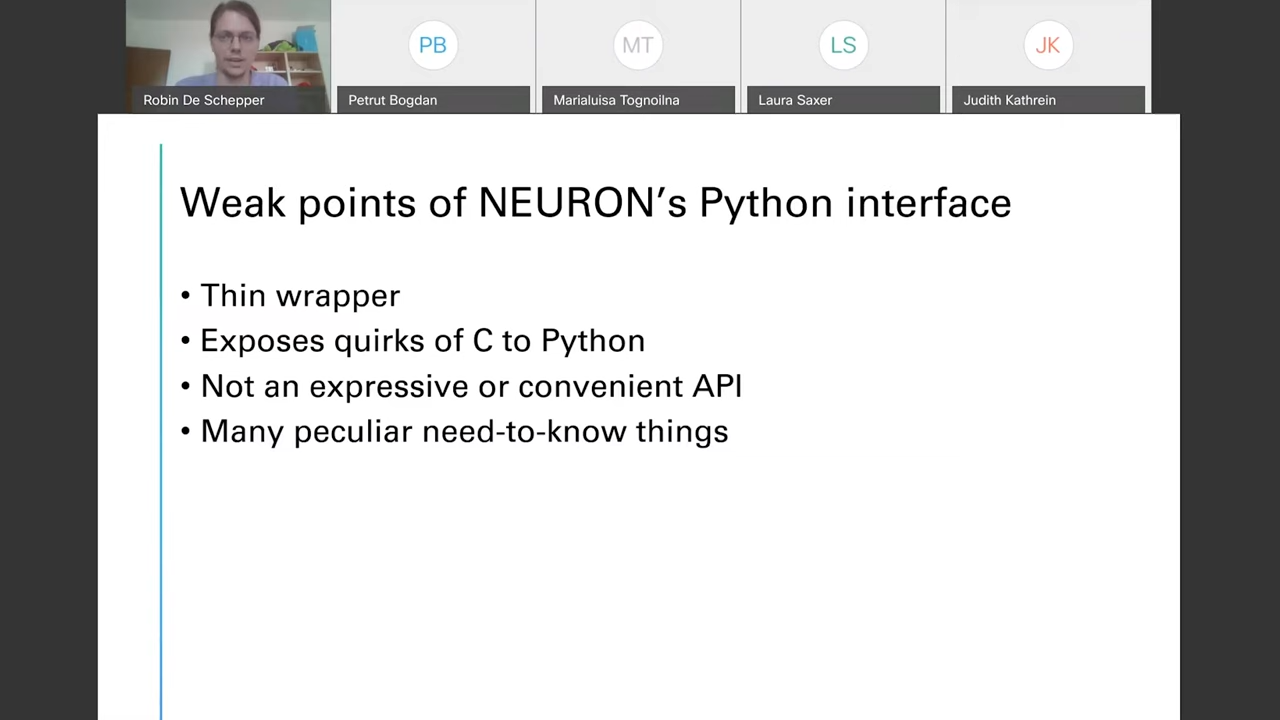 PB
MT
LS
JK
Robin De Schepper
Petrut Bogdan
Marialuisa Tognoilna
Laura Saxer
Judith Kathrein
Weak points of NEURON’s Python interface
• Thin wrapper
• Exposes quirks of C to Python
• Not an expressive or convenient API
• Many peculiar need-to-know things